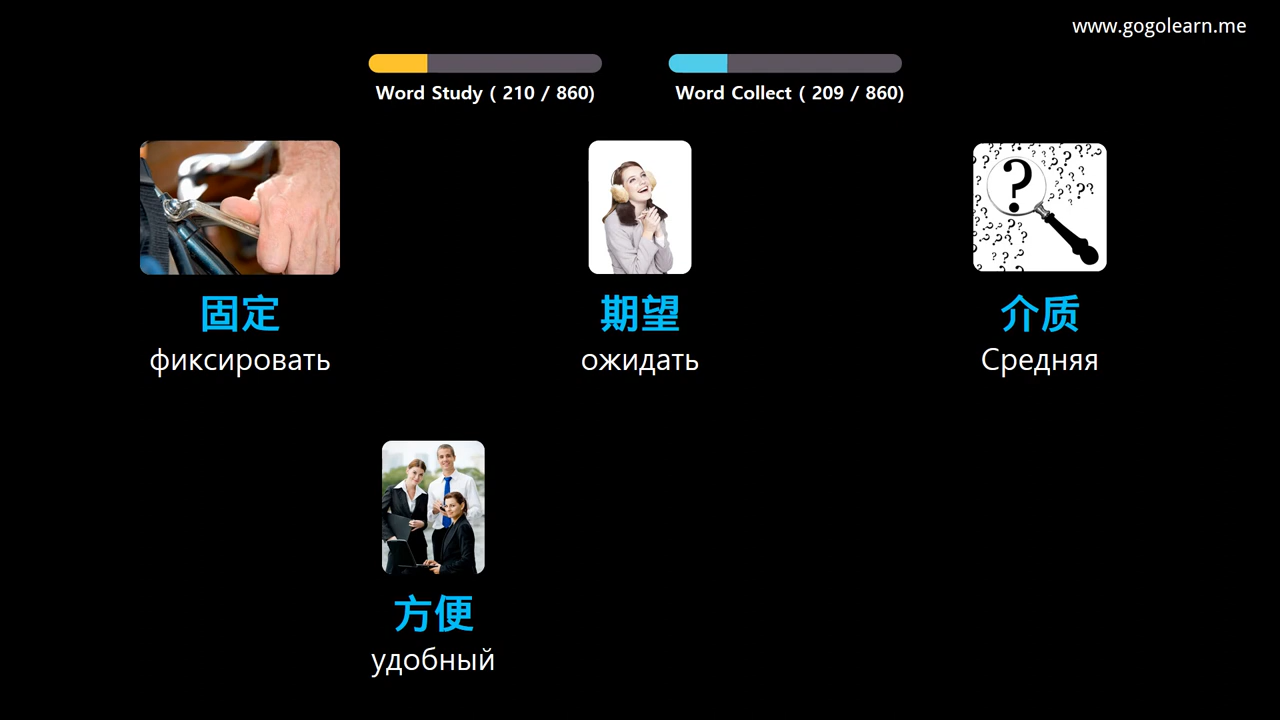 www.gogolearn.me
Word Study ( 210 / 860)
Word Collect ( 209 / 860)
固定
фиксировать
期望
ожидать
介质
Средняя
方便
удобный